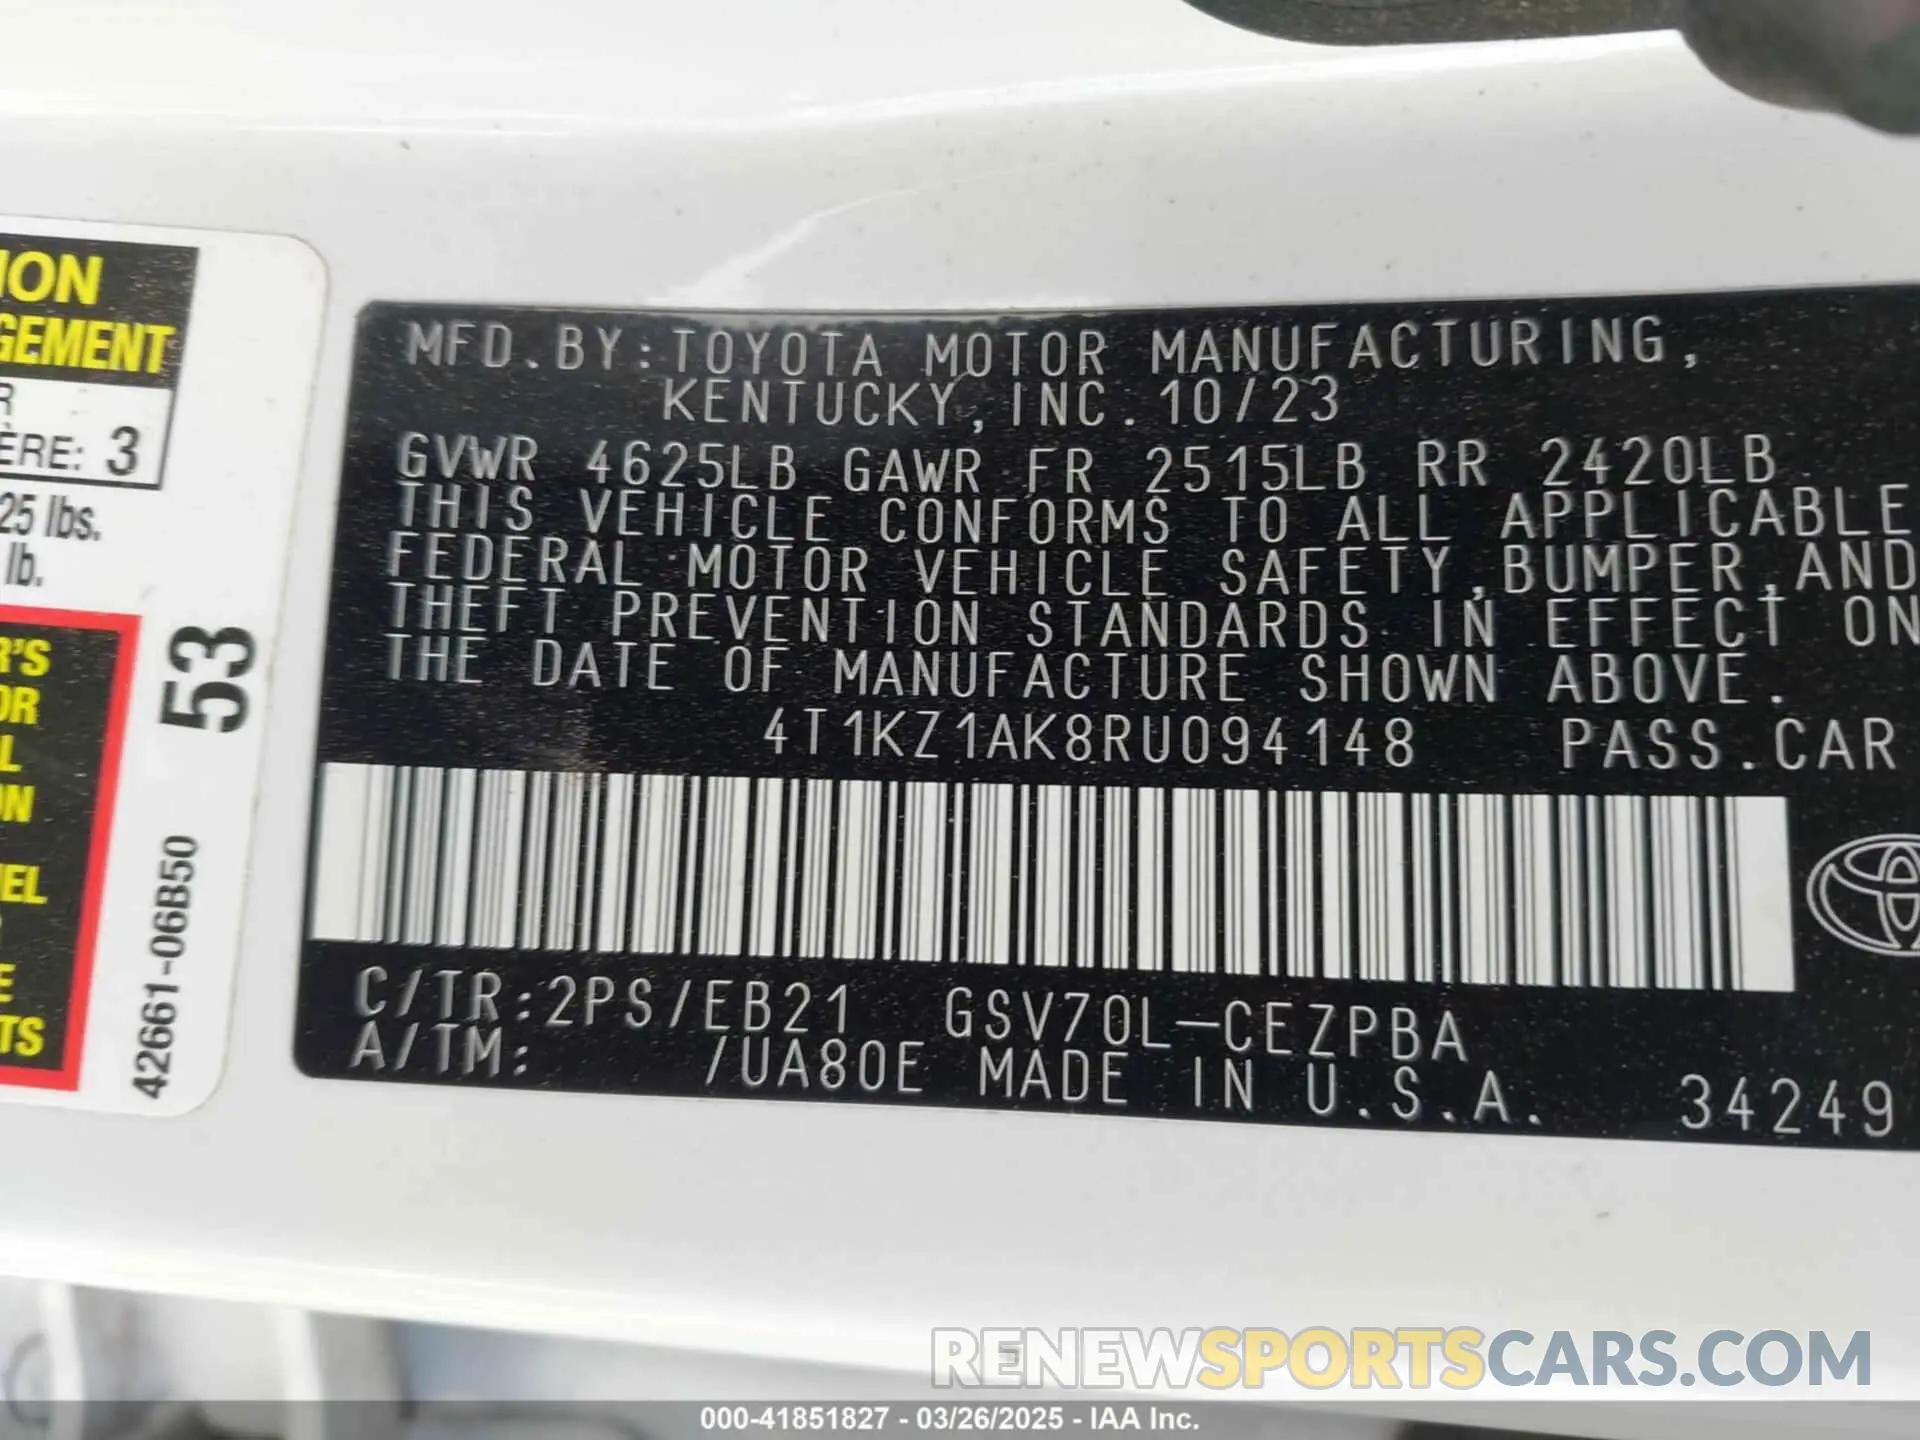 ION
GEMENT
R
ÈRE: 3
25 lbs.
lb.
53
R'S
OR
L
ON
EL
E
TS
42661-06B50
MFD.BY:TOYOTA MOTOR MANUFACTURING,
KENTUCKY, INC. 10/23
GVWR 4625LB GAWR FR 2515LB RR 2420LB
THIS VEHICLE CONFORMS TO ALL APPLICABLE
FEDERAL MOTOR VEHICLE SAFETY,BUMPER,AND
THEFT PREVENTION STANDARDS IN EFFECT ON
THE DATE OF MANUFACTURE SHOWN ABOVE.
4T1KZ1AK8RU094148 PASS.CAR
C/TR:2PS/EB21 GSV70L-CEZPBA
A/TM: /UA80E MADE IN U.S.A. 34249
RENEWSPORTSCARS.COM
000-41851827 - 03/26/2025 - IAA Inc.